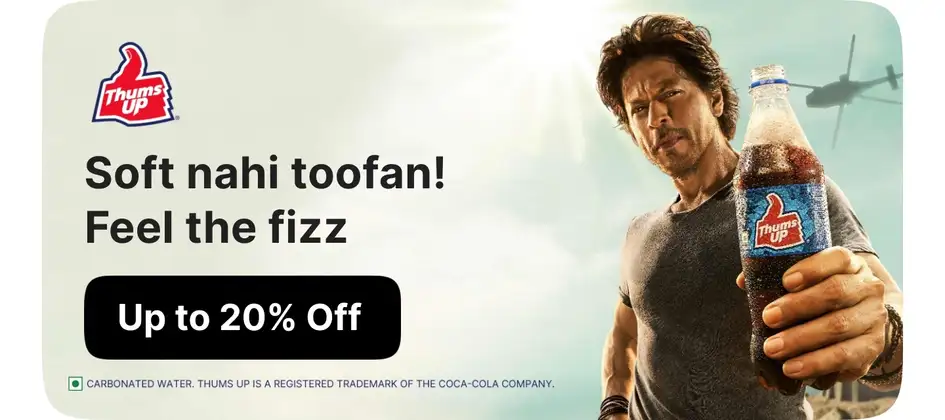 Thums
UP
Soft nahi toofan!
Feel the fizz
Up to 20% Off
CARBONATED WATER. THUMS UP IS A REGISTERED TRADEMARK OF THE COCA-COLA COMPANY.
Thums
UP